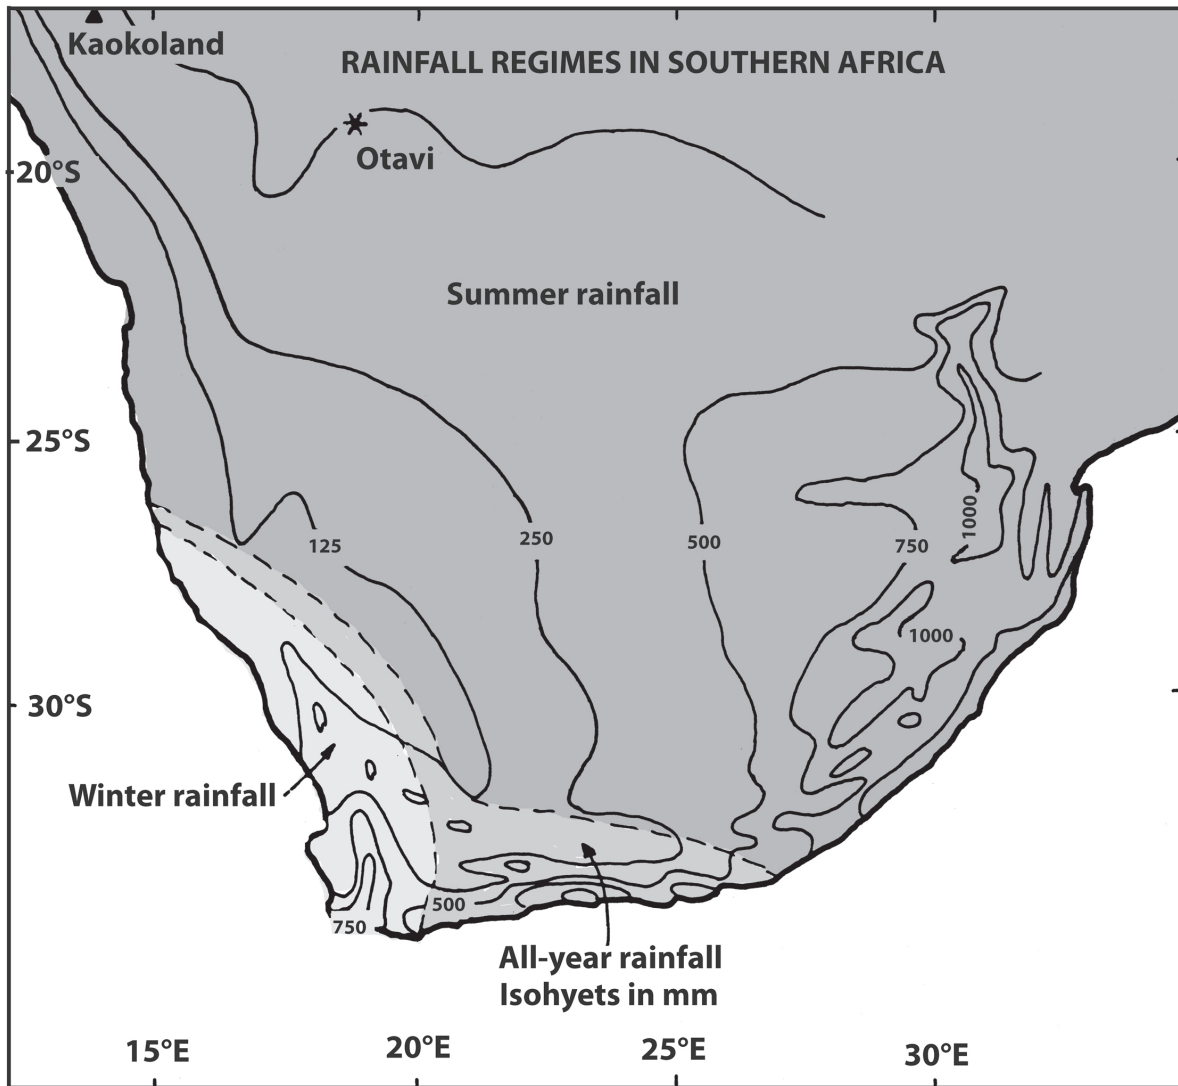 Kaokoland
RAINFALL REGIMES IN SOUTHERN AFRICA
Otavi
20°S
Summer rainfall
25°S
125
250
500
750
1000
1000
30°S
Winter rainfall
750
500
All-year rainfall
Isohyets in mm
15°E
20°E
25°E
30°E